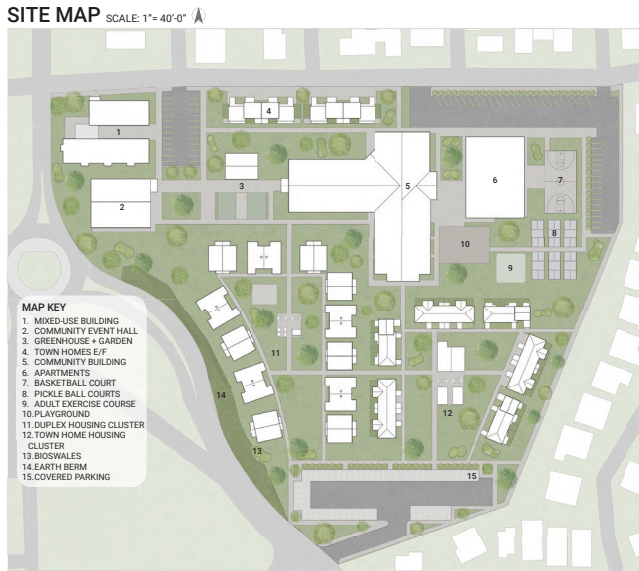 SITE MAP SCALE: 1"= 40'-0"
4
1
5
6
7
3
2
8
10
9
MAP KEY
1. MIXED-USE BUILDING
2. COMMUNITY EVENT HALL
3. GREENHOUSE + GARDEN
4. TOWN HOMES E/F
5. COMMUNITY BUILDING
6. APARTMENTS
7. BASKETBALL COURT
8. PICKLE BALL COURTS
9. ADULT EXERCISE COURSE
10.PLAYGROUND
11.DUPLEX HOUSING CLUSTER
12.TOWN HOME HOUSING
CLUSTER
13.BIOSWALES
14.EARTH BERM
15.COVERED PARKING
11
14
12
13
15